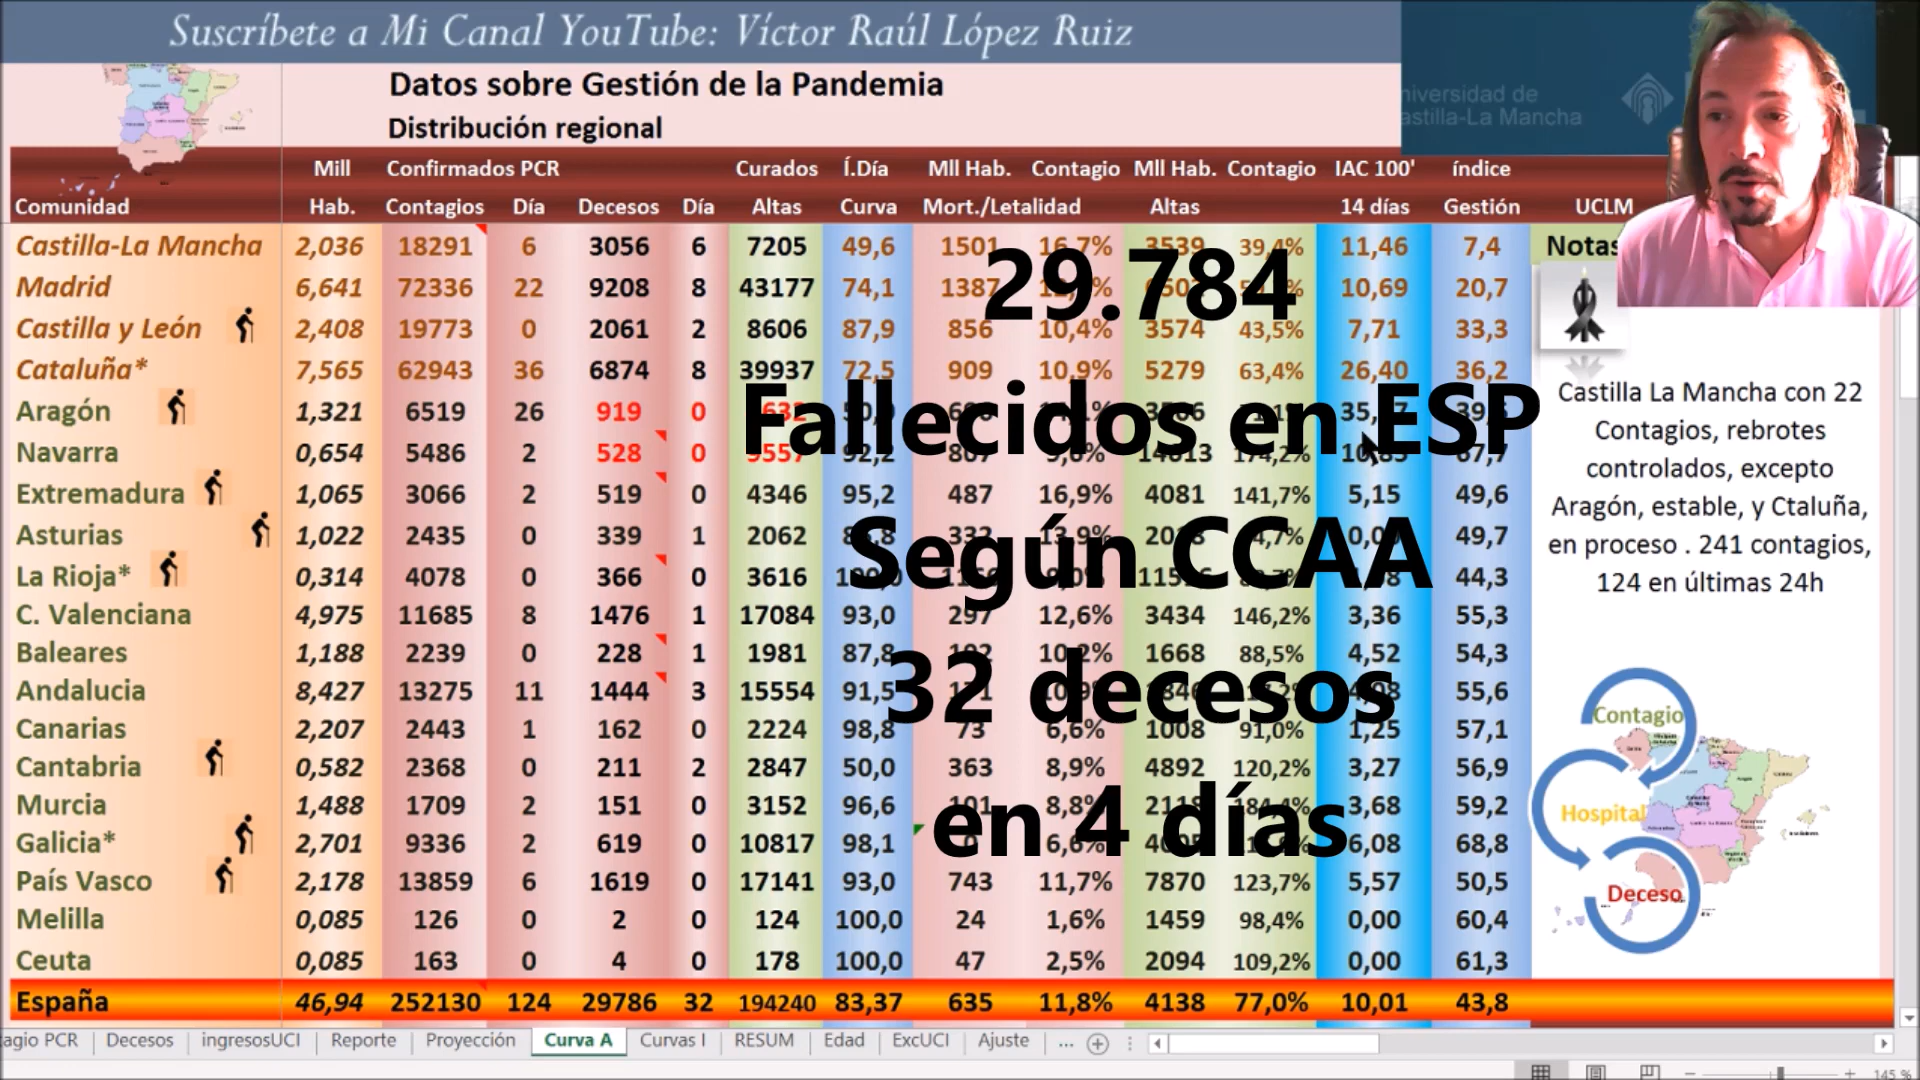 Suscríbete a Mi Canal YouTube: Víctor Raúl López Ruiz
Datos sobre Gestión de la Pandemia
Distribución regional
Mill Confirmados PCR Curados Í.Día Mll Hab. Contagio Mll Hab. Contagio IAC 100' índice
Comunidad Hab. Contagios Día Decesos Día Altas Curva Mort./Letalidad Altas 14 días Gestión UCLM
Castilla-La Mancha 2,036 18291 6 3056 6 7205 49,6 1501 16,7% 3539 39,4% 11,46 7,4 Notas
Madrid 6,641 72336 22 9208 8 43177 74,1 1387 10,69 20,7
Castilla y León 2,408 19773 0 2061 2 8606 87,9 856 10,4% 3574 43,5% 7,71 33,3
Cataluña* 7,565 62943 36 6874 8 39937 72,5 909 10,9% 5279 63,4% 26,40 36,2
Aragón 1,321 6519 26 919 0
Navarra 0,654 5486 2 528 0 9557 92,2 174,2% 67,7
Extremadura 1,065 3066 2 519 0 4346 95,2 487 16,9% 4081 141,7% 5,15 49,6
Asturias 1,022 2435 0 339 1 2062 13,9% 49,7
La Rioja* 0,314 4078 0 366 0 3616 44,3
C. Valenciana 4,975 11685 8 1476 1 17084 93,0 297 12,6% 3434 146,2% 3,36 55,3
Baleares 1,188 2239 0 228 1 1981 87,8 10,2% 1668 88,5% 4,52 54,3
Andalucia 8,427 13275 11 1444 3 15554 91,5 55,6
Canarias 2,207 2443 1 162 0 2224 98,8 73 6,6% 1008 91,0% 1,25 57,1
Cantabria 0,582 2368 0 211 2 2847 50,0 363 8,9% 4892 120,2% 3,27 56,9
Murcia 1,488 1709 2 151 0 3152 96,6 101 8,8% 184,4% 3,68 59,2
Galicia* 2,701 9336 2 619 0 10817 98,1 6,08 68,8
País Vasco 2,178 13859 6 1619 0 17141 93,0 743 11,7% 7870 123,7% 5,57 50,5
Melilla 0,085 126 0 2 0 124 100,0 24 1,6% 1459 98,4% 0,00 60,4
Ceuta 0,085 163 0 4 0 178 100,0 47 2,5% 2094 109,2% 0,00 61,3
España 46,94 252130 124 29786 32 194240 83,37 635 11,8% 4138 77,0% 10,01 43,8
29.784
Fallecidos en ESP
Según CCAA
32 decesos
en 4 días
Castilla La Mancha con 22
Contagios, rebrotes
controlados, excepto
Aragón, estable, y Ctaluña,
en proceso . 241 contagios,
124 en últimas 24h
Contagio
Hospital
Deceso
PCR Decesos ingresosUCI Reporte Proyección Curva A Curvas I RESUM Edad ExcUCI Ajuste ...
145 %